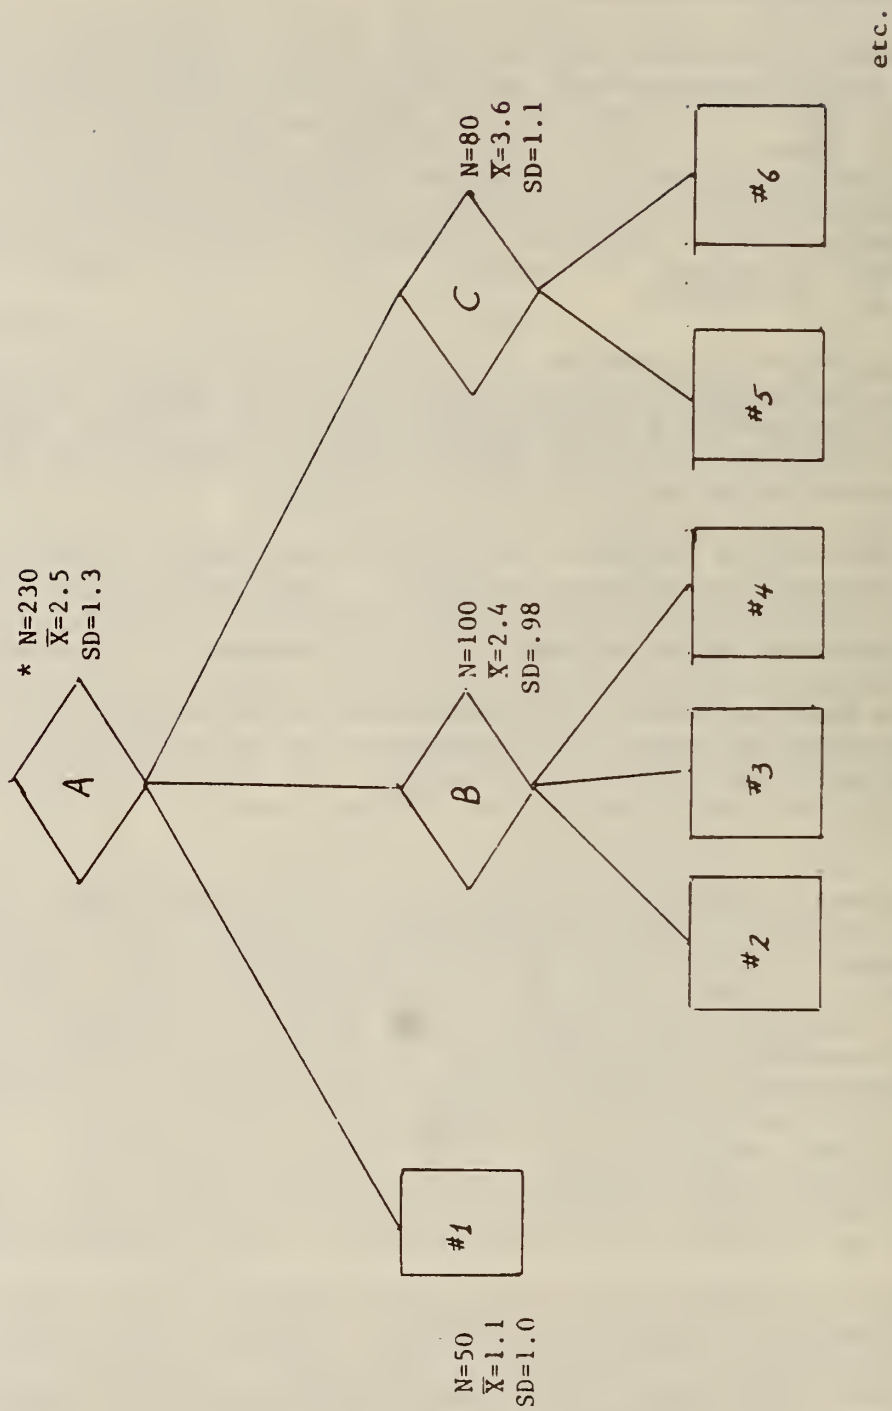 * N=230
X̅=2.5
SD=1.3
A
N=50
X̅=1.1
SD=1.0
#1
B
N=100
X̅=2.4
SD=.98
C
N=80
X̅=3.6
SD=1.1
#2
#3
#4
#5
#6
etc.